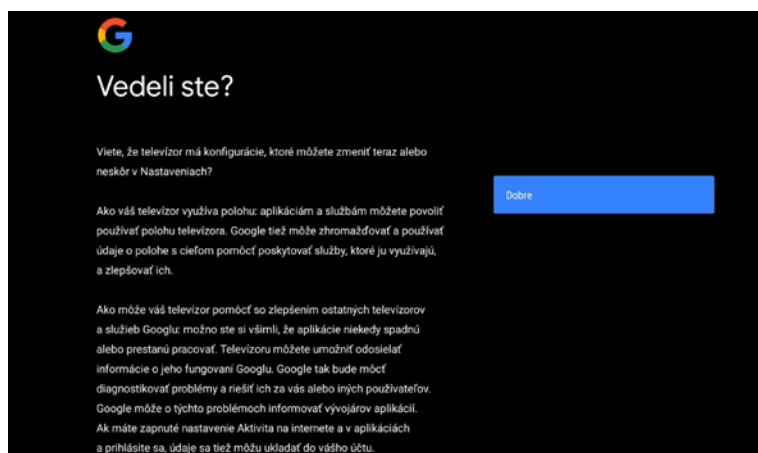 Vedeli ste?
Viete, že televízor má konfigurácie, ktoré môžete zmeniť teraz alebo
neskôr v Nastaveniach?
Dobre
Ako váš televízor využíva polohu: aplikáciám a službám môžete povoliť
používať polohu televízora. Google tiež môže zhromažďovať a používať
údaje o polohe s cieľom pomôcť poskytovať služby, ktoré ju využívajú,
a zlepšovať ich.
Ako môže váš televízor pomôcť so zlepšením ostatných televízorov
a služieb Googlu: možno ste si všimli, že aplikácie niekedy spadnú
alebo prestanú pracovať. Televízoru môžete umožniť odosielať
informácie o jeho fungovaní Googlu. Google tak bude môcť
diagnostikovať problémy a riešiť ich za vás alebo iných používateľov.
Google môže o týchto problémoch informovať vývojárov aplikácií.
Ak máte zapnuté nastavenie Aktivita na internete a v aplikáciách
a prihlásite sa, údaje sa tiež môžu ukladať do vášho účtu.